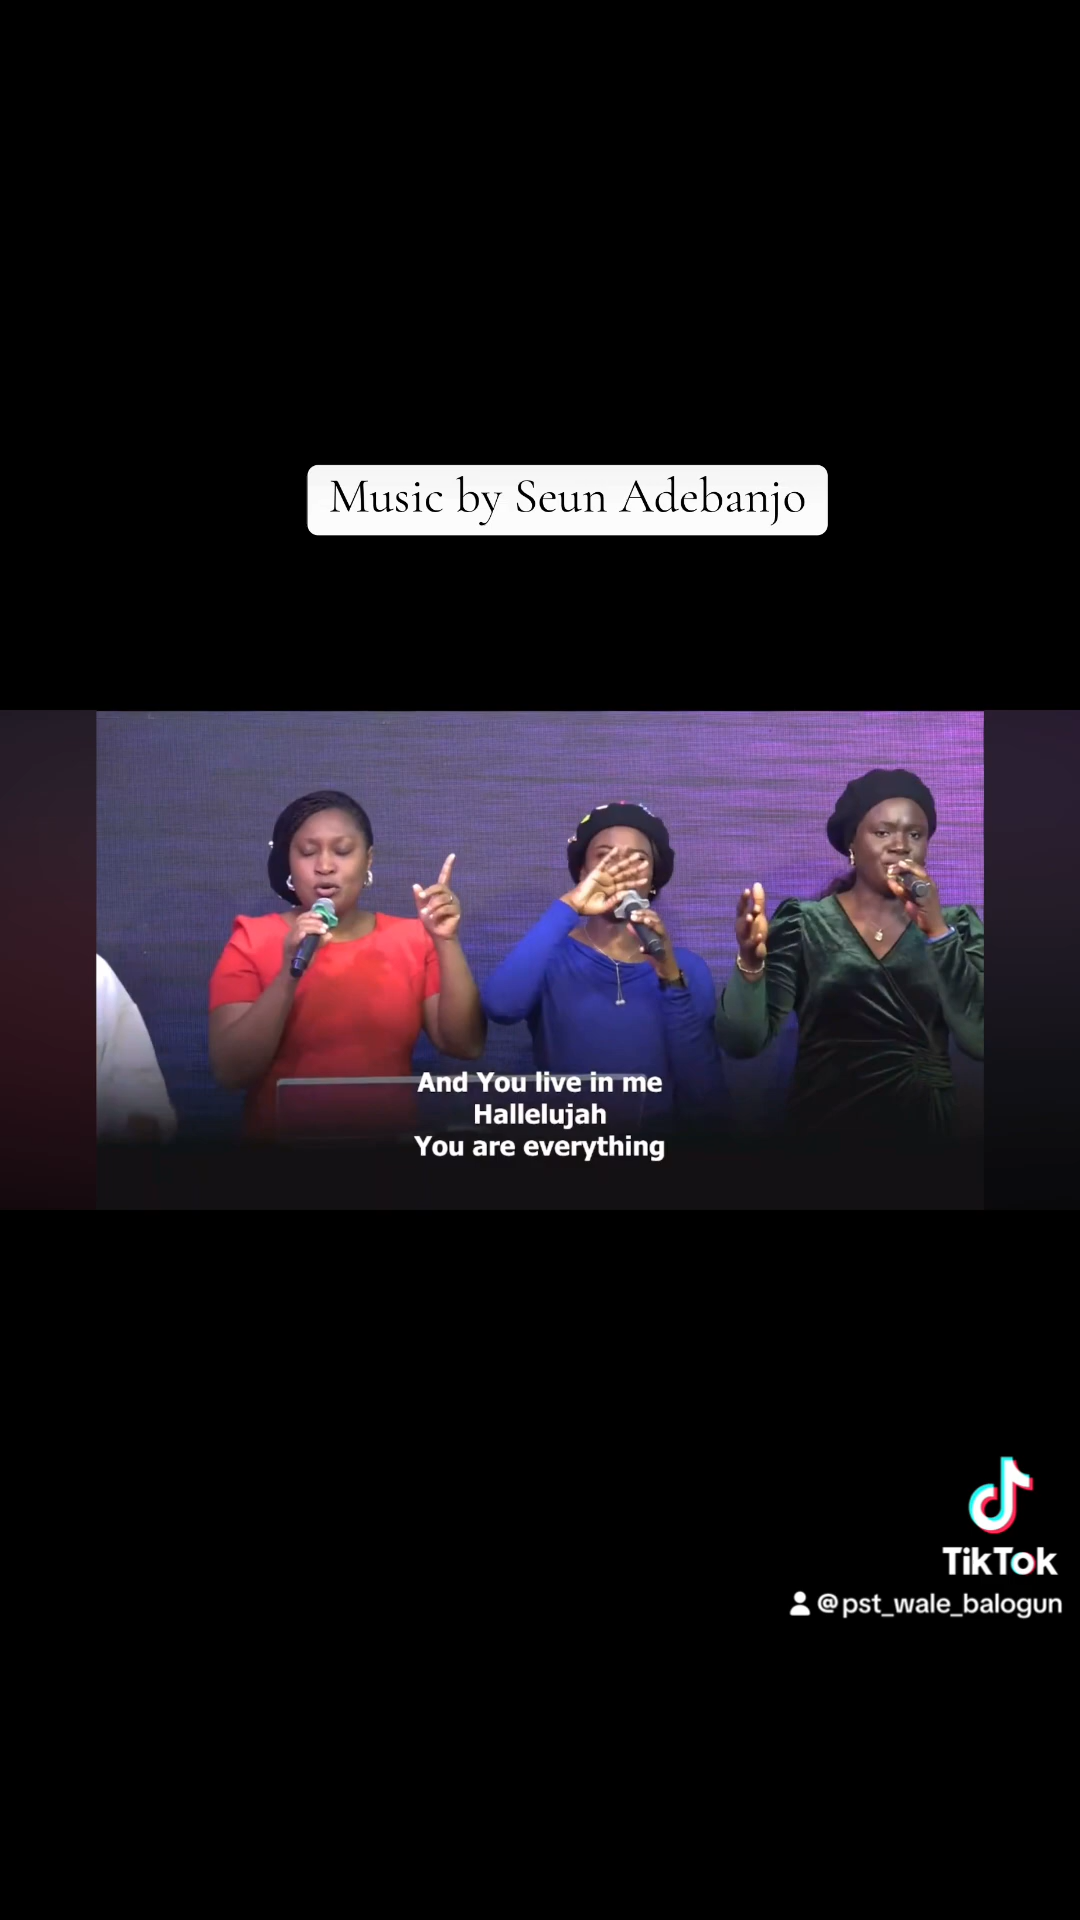 Music by Seun Adebanjo
And You live in me
Hallelujah
You are everything
TikTok
@pst_wale_balogun